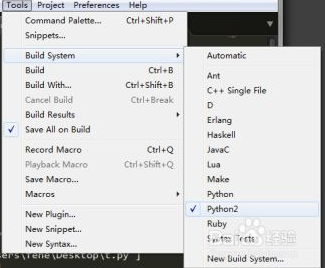 Tools Project Preferences Help
Command Palette... Ctrl+Shift+P
Snippets...
Build System
Build Ctrl+B
Build With... Ctrl+Shift+B
Cancel Build Ctrl+Break
Build Results
Save All on Build
Record Macro Ctrl+Q
Playback Macro Ctrl+Shift+Q
Save Macro...
Macros
New Plugin...
New Snippet...
New Syntax...
Automatic
Ant
C++ Single File
D
Erlang
Haskell
JavaC
Lua
Make
Python
Python2
Ruby
Syntax Tests
New Build System...
sers\rene\Desktop\t.py